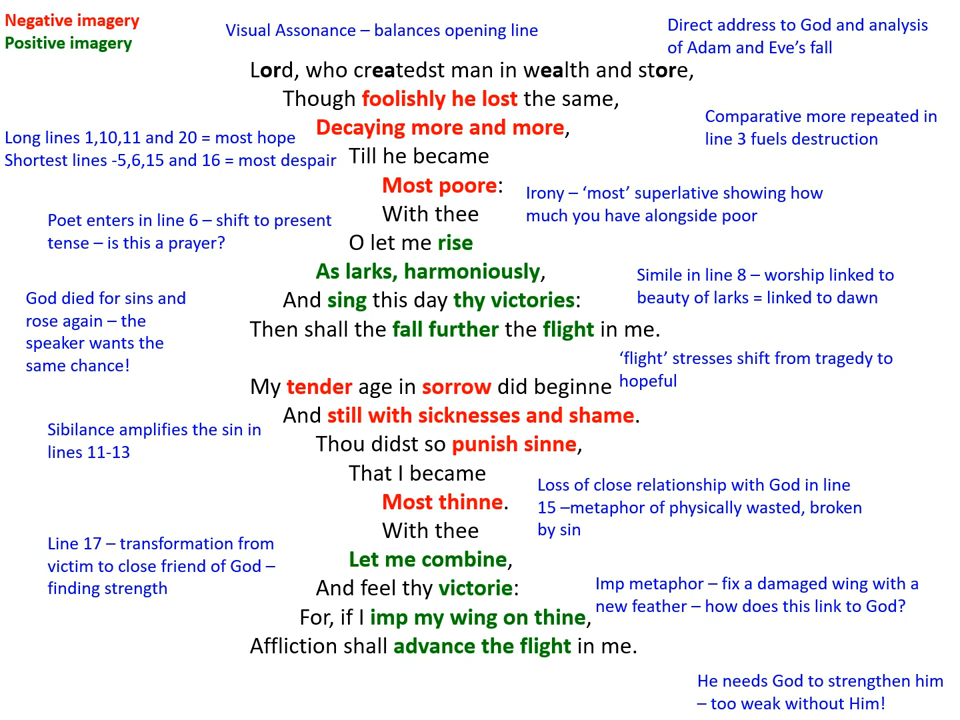 Negative imagery
Positive imagery
Visual Assonance – balances opening line
Direct address to God and analysis
of Adam and Eve’s fall
Lord, who createdst man in wealth and store,
Though foolishly he lost the same,
Decaying more and more,
Till he became
Most poore:
With thee
O let me rise
As larks, harmoniously,
And sing this day thy victories:
Then shall the fall further the flight in me.
My tender age in sorrow did beginne
And still with sicknesses and shame.
Thou didst so punish sinne,
That I became
Most thinne.
With thee
Let me combine,
And feel thy victorie:
For, if I imp my wing on thine,
Affliction shall advance the flight in me.
Long lines 1,10,11 and 20 = most hope
Shortest lines -5,6,15 and 16 = most despair
Poet enters in line 6 – shift to present
tense – is this a prayer?
God died for sins and
rose again – the
speaker wants the
same chance!
Sibilance amplifies the sin in
lines 11-13
Line 17 – transformation from
victim to close friend of God –
finding strength
Comparative more repeated in
line 3 fuels destruction
Irony – ‘most’ superlative showing how
much you have alongside poor
Simile in line 8 – worship linked to
beauty of larks = linked to dawn
‘flight’ stresses shift from tragedy to
hopeful
Loss of close relationship with God in line
15 –metaphor of physically wasted, broken
by sin
Imp metaphor – fix a damaged wing with a
new feather – how does this link to God?
He needs God to strengthen him
– too weak without Him!